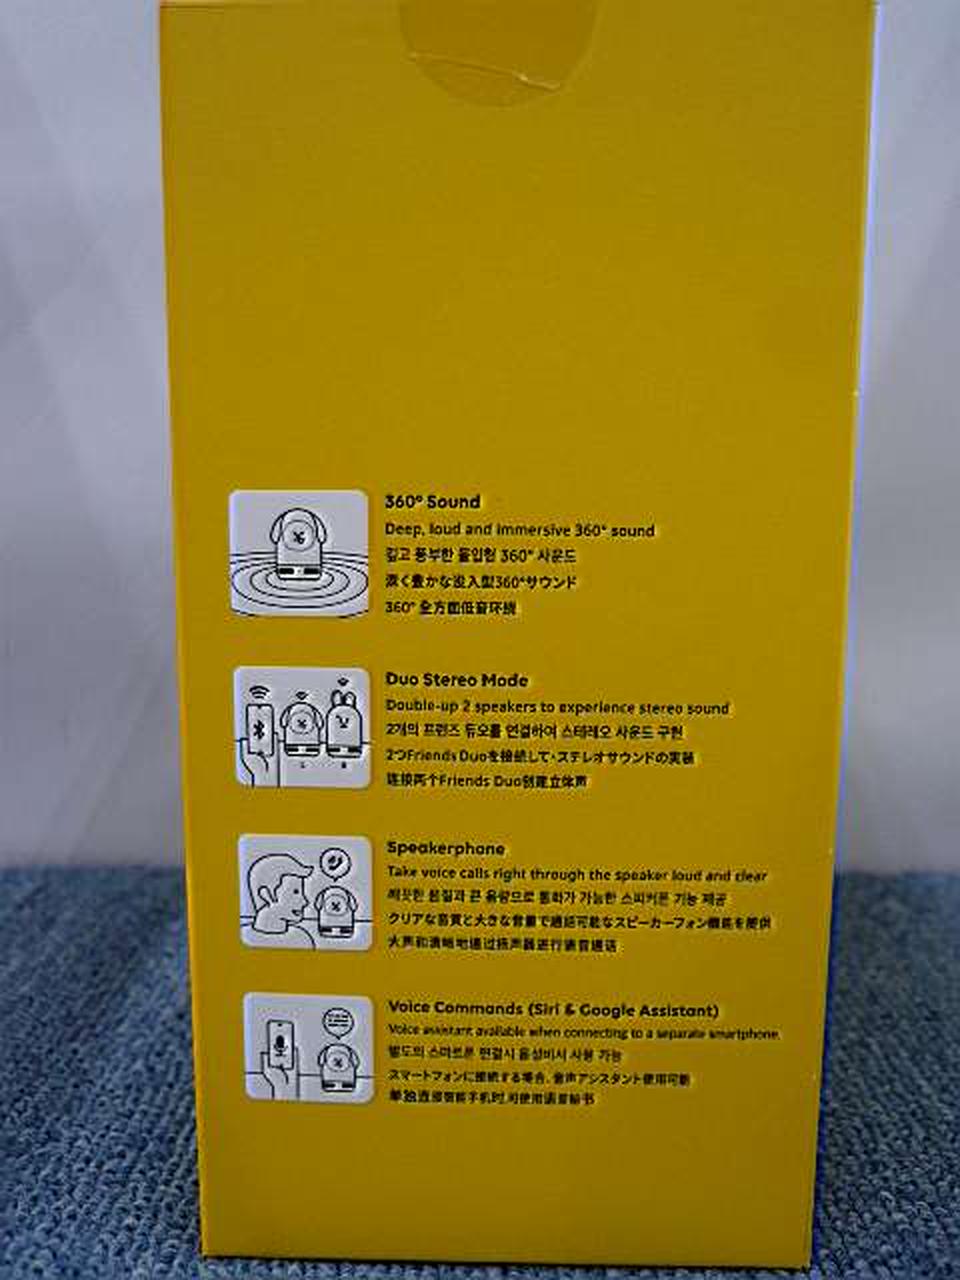 360° Sound
Deep, loud and immersive 360° sound
깊고 풍부한 몰입형 360° 사운드
深く豊かな没入型360°サウンド
360° 全方面低音环绕
Duo Stereo Mode
Double-up 2 speakers to experience stereo sound
2개의 프렌즈 듀오를 연결하여 스테레오 사운드 구현
2つFriends Duoを接続して・ステレオサウンドの実装
连接两个Friends Duo创建立体声
L
R
Speakerphone
Take voice calls right through the speaker loud and clear
깨끗한 음질과 큰 음량으로 통화가 가능한 스피커폰 기능 제공
クリアな音質と大きな音量で通話可能なスピーカーフォン機能を提供
大声和清晰地通过扬声器进行语音通话
Voice Commands (Siri & Google Assistant)
Voice assistant available when connecting to a separate smartphone
별도의 스마트폰 연결시 음성비서 사용 가능
スマートフォンに接続する場合、音声アシスタント使用可能
单独连接智能手机时,可使用语音秘书